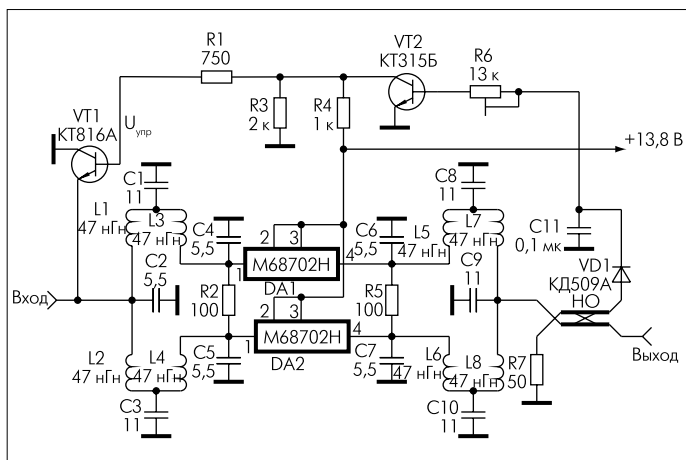 R1
750
VT2
КТ315Б
R6
13 к
VT1
КТ816А
Uупр
R3
2 к
R4
1 к
+13,8 В
C1
11
C8
11
L1
47 нГн
L3
47 нГн
C4
5,5
2
3
C6
5,5
L5
47 нГн
L7
47 нГн
C11
0,1 мк
C2
5,5
1
M68702H
4
DA1
C9
11
VD1
КД509А
НО
Вход
R2
100
2
3
R5
100
1
M68702H
4
DA2
Выход
L2
47 нГн
L4
47 нГн
C5
5,5
C7
5,5
L6
47 нГн
L8
47 нГн
R7
50
C3
11
C10
11